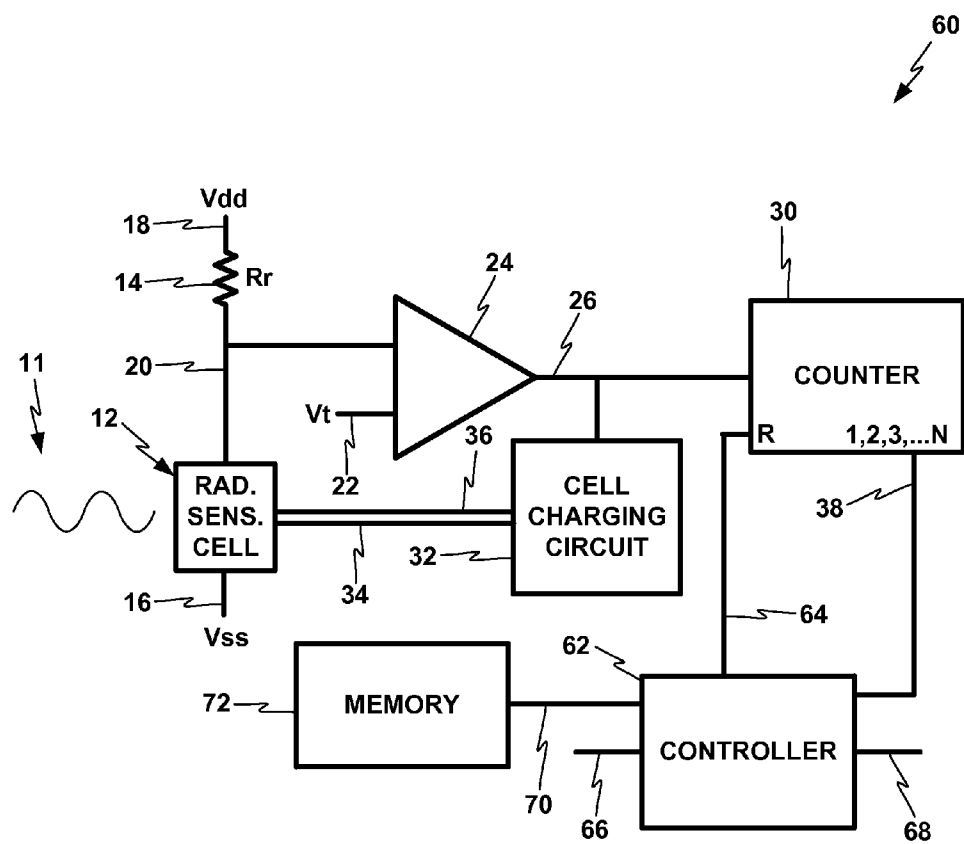 60
Vdd
18
14
Rr
20
11
12
24
26
30
COUNTER
R
1,2,3,...N
Vt
22
36
RAD.
SENS.
CELL
CELL
CHARGING
CIRCUIT
32
34
38
16
Vss
64
62
72
MEMORY
CONTROLLER
70
66
68